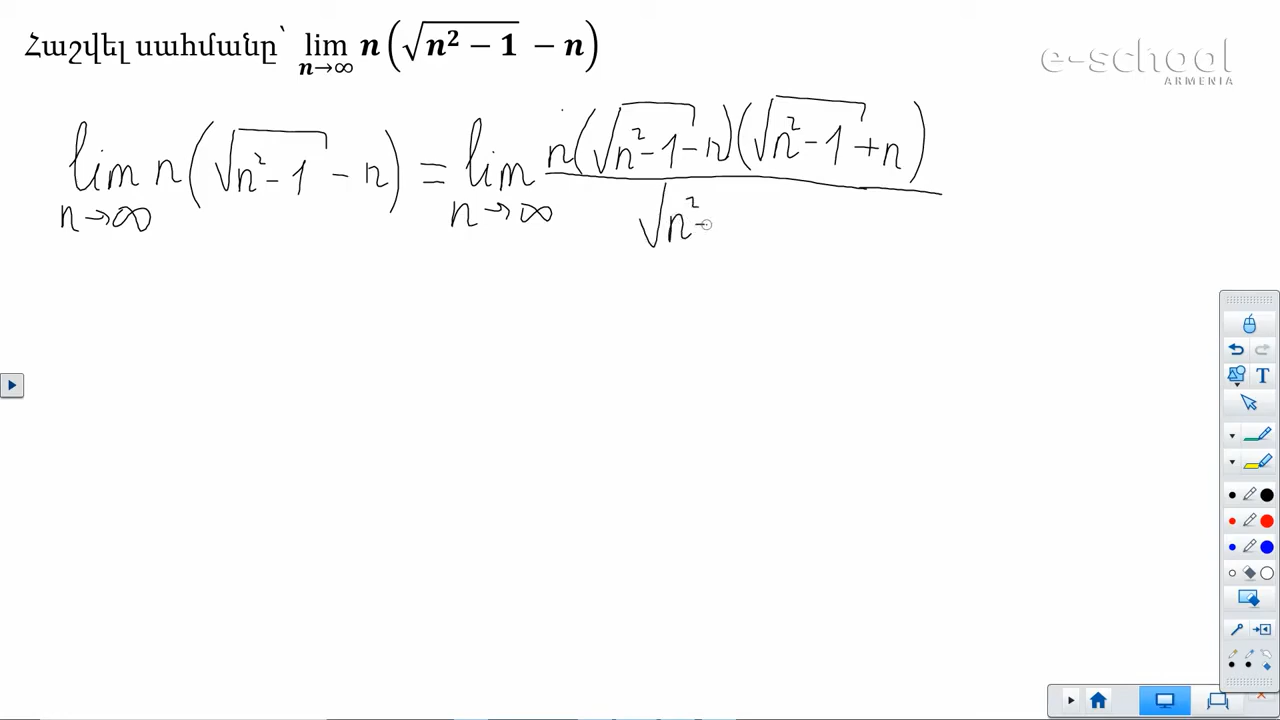 Հաշվել սահմանը` lim n→∞ n(√(n² − 1) − n)
e-school
ARMENIA
lim n→∞ n(√(n² − 1) − n) = lim n→∞ n(√(n² − 1) − n)(√(n² − 1) + n)
√n² −
T